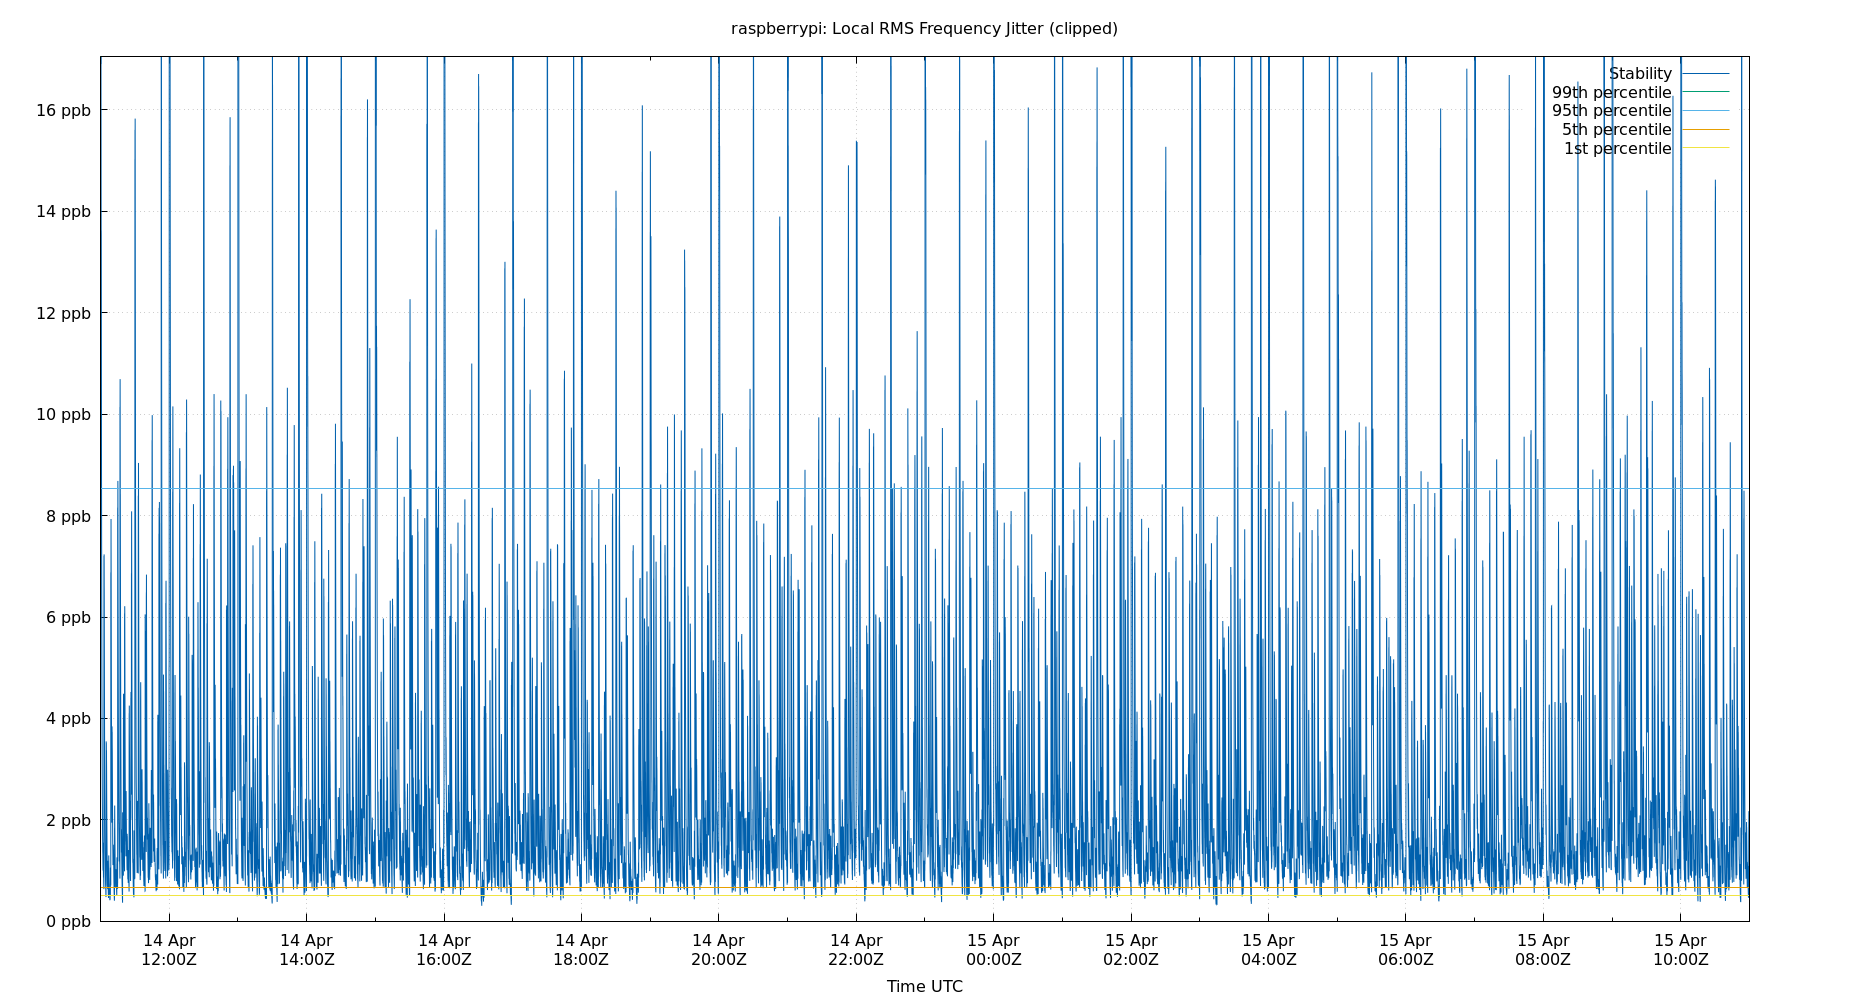 raspberrypi: Local RMS Frequency Jitter (clipped)
Stability
99th percentile
95th percentile
5th percentile
1st percentile
16 ppb
14 ppb
12 ppb
10 ppb
8 ppb
6 ppb
4 ppb
2 ppb
0 ppb
14 Apr 14 Apr 14 Apr 14 Apr 14 Apr 14 Apr 15 Apr 15 Apr 15 Apr 15 Apr 15 Apr 15 Apr
12:00Z 14:00Z 16:00Z 18:00Z 20:00Z 22:00Z 00:00Z 02:00Z 04:00Z 06:00Z 08:00Z 10:00Z
Time UTC